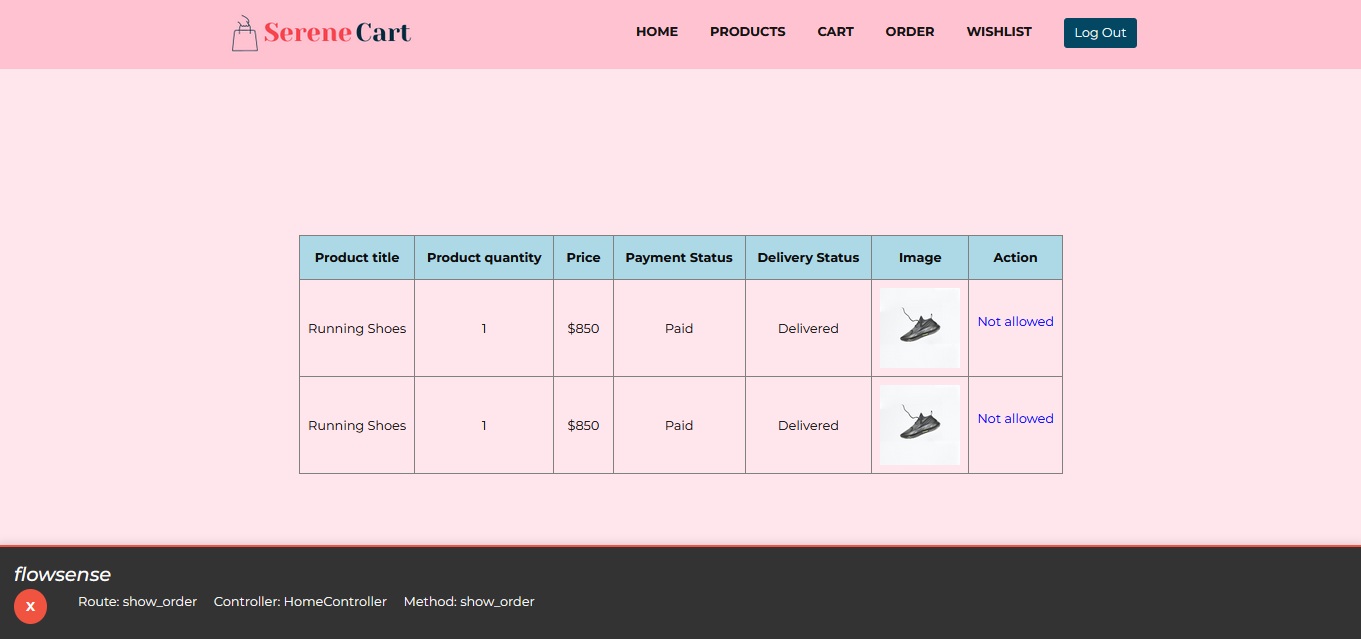 Serene Cart HOME PRODUCTS CART ORDER WISHLIST Log Out
Product title Product quantity Price Payment Status Delivery Status Image Action
Running Shoes 1 $850 Paid Delivered Not allowed
Running Shoes 1 $850 Paid Delivered Not allowed
flowsense
X Route: show_order Controller: HomeController Method: show_order